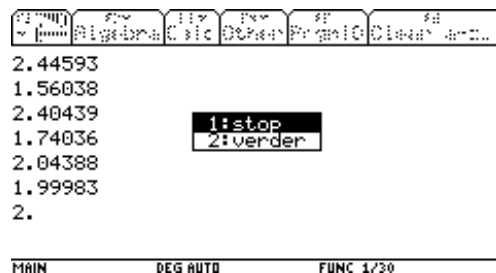 Algebra Calc Other PrgmIO Clear a-z…
2.44593
1.56038
2.40439
1.74036
2.04388
1.99983
2.
1:stop
2:verder
MAIN DEG AUTO FUNC 1/30